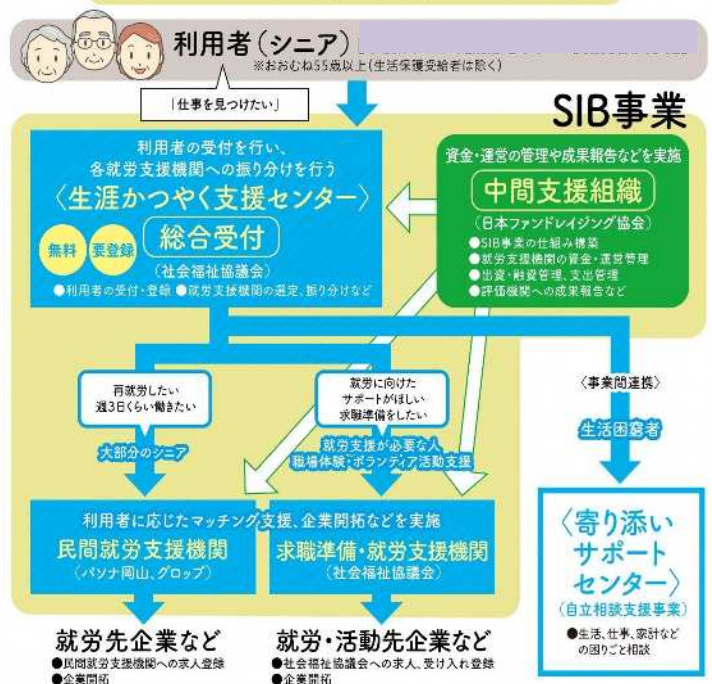 利用者（シニア）
※おおむね55歳以上(生活保護受給者は除く)
「仕事を見つけたい」
SIB事業
利用者の受付を行い、
各就労支援機関への振り分けを行う
〈生涯かつやく支援センター〉
無料
要登録
総合受付
(社会福祉協議会)
●利用者の受付・登録 ●就労支援機関の選定、振り分けなど
資金・運営の管理や成果報告などを実施
中間支援組織
(日本ファンドレイジング協会)
●SIB事業の仕組み構築
●就労支援機関の資金・運営管理
●出資・融資管理、支出管理
●評価機関への成果報告など
再就労したい
週3日くらい働きたい
大部分のシニア
就労に向けた
サポートがほしい
求職準備をしたい
就労支援が必要な人
職場体験・ボランティア活動支援
〈事業間連携〉
生活困窮者
利用者に応じたマッチング支援、企業開拓などを実施
民間就労支援機関
(パソナ岡山、グロップ)
求職準備・就労支援機関
(社会福祉協議会)
〈寄り添い
サポート
センター〉
(自立相談支援事業)
●生活、仕事、家計など
の困りごと相談
就労先企業など
●民間就労支援機関への求人登録
●企業開拓
就労・活動先企業など
●社会福祉協議会への求人、受け入れ登録
●企業開拓